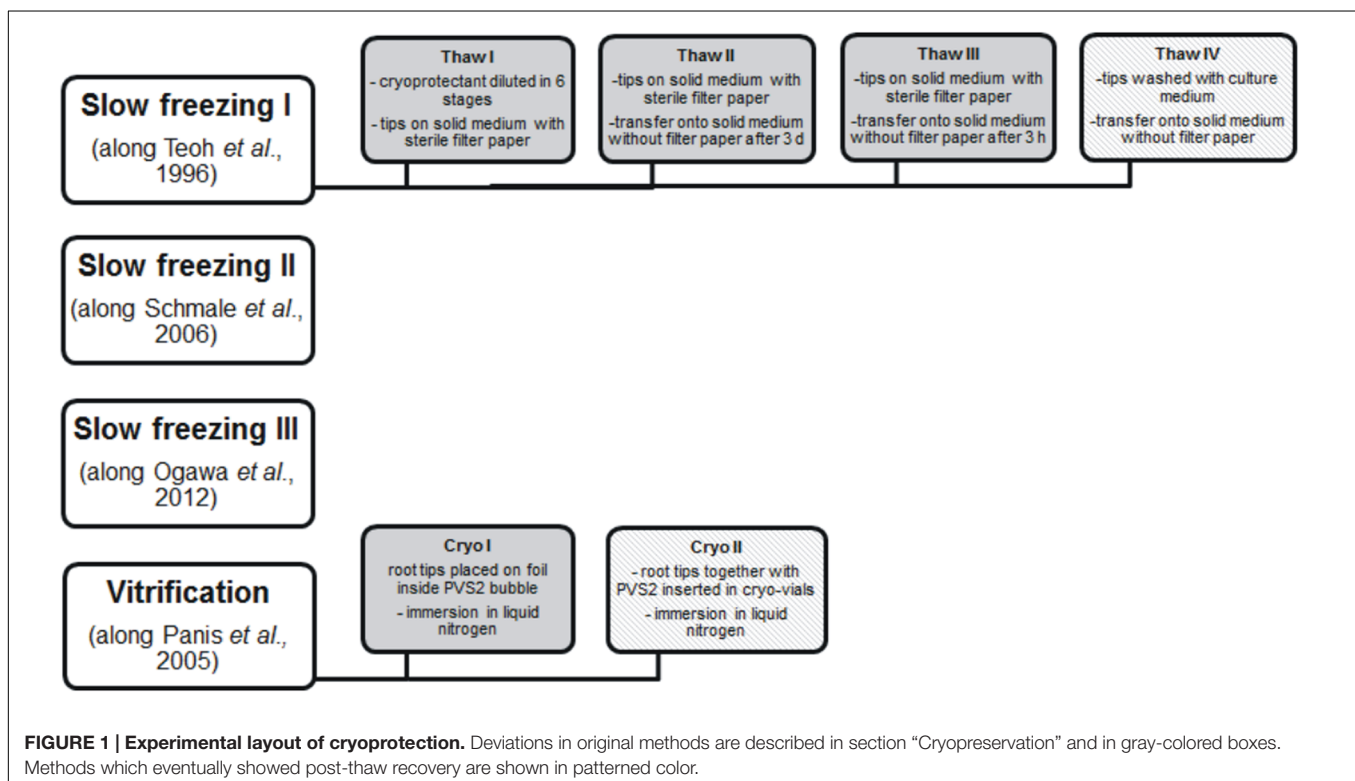 Slow freezing I
(along Teoh et al.,
1996)
Thaw I
- cryoprotectant diluted in 6
stages
- tips on solid medium with
sterile filter paper
Thaw II
-tips on solid medium with
sterile filter paper
-transfer onto solid medium
without filter paper after 3 d
Thaw III
-tips on solid medium with
sterile filter paper
-transfer onto solid medium
without filter paper after 3 h
Thaw IV
-tips washed with culture
medium
-transfer onto solid medium
without filter paper
Slow freezing II
(along Schmale et al.,
2006)
Slow freezing III
(along Ogawa et al.,
2012)
Vitrification
(along Panis et al.,
2005)
Cryo I
root tips placed on foil
inside PVS2 bubble
- immersion in liquid
nitrogen
Cryo II
- root tips together with
PVS2 inserted in cryo-vials
- immersion in liquid
nitrogen
FIGURE 1 | Experimental layout of cryoprotection. Deviations in original methods are described in section “Cryopreservation” and in gray-colored boxes.
Methods which eventually showed post-thaw recovery are shown in patterned color.